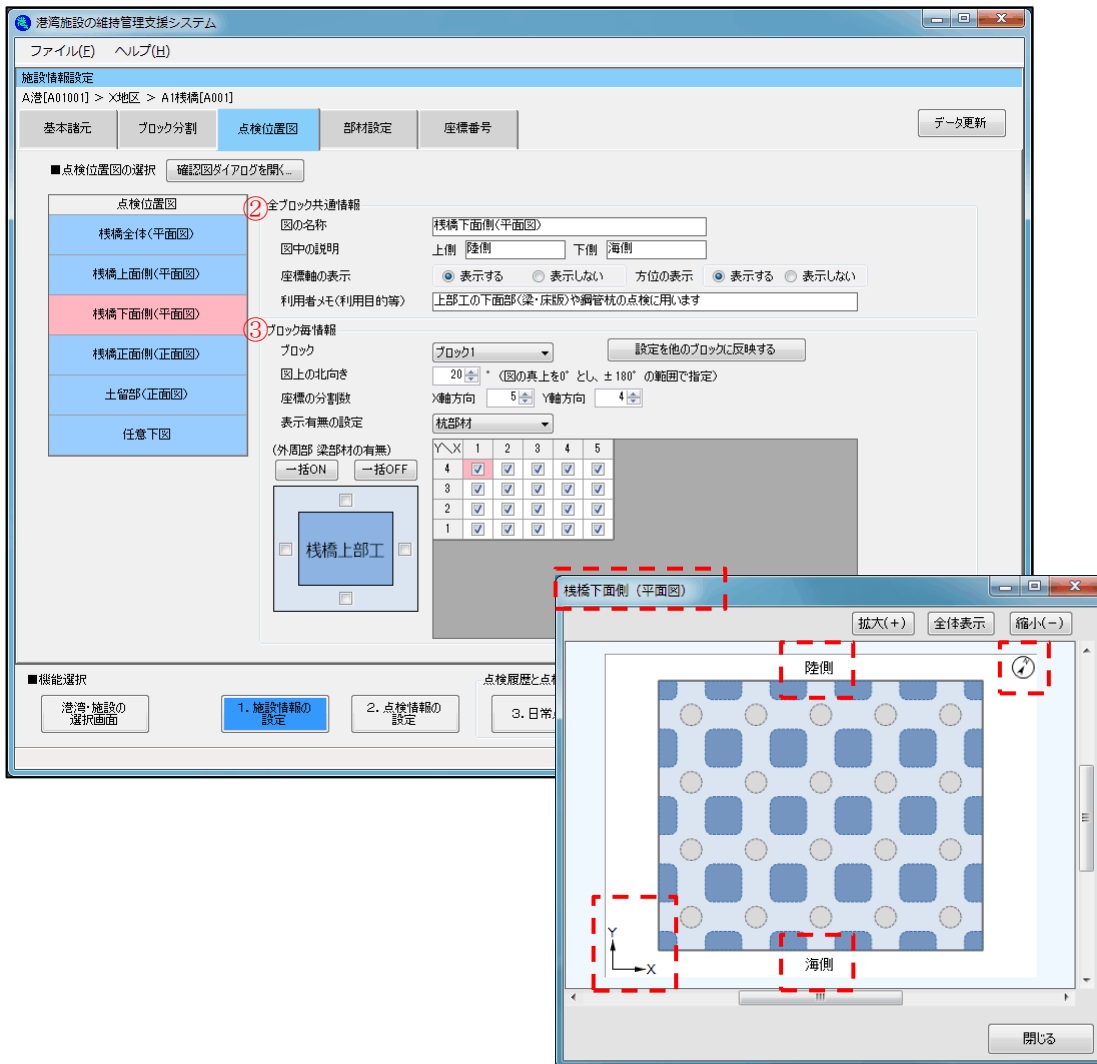 港湾施設の維持管理支援システム
ファイル(F) ヘルプ(H)
施設情報設定
A港[A01001] > X地区 > A1桟橋[A001]
基本諸元 ブロック分割 点検位置図 部材設定 座標番号 データ更新
■点検位置図の選択 確認図ダイアログを開く...
点検位置図
桟橋全体(平面図)
桟橋上面側(平面図)
桟橋下面側(平面図)
桟橋正面側(正面図)
土留部(正面図)
任意下図
②全ブロック共通情報
図の名称 桟橋下面側(平面図)
図中の説明 上側 陸側 下側 海側
座標軸の表示 表示する 表示しない 方位の表示 表示する 表示しない
利用者メモ(利用目的等) 上部工の下面部(梁・床版)や鋼管杭の点検に用います
③ブロック毎情報
ブロック ブロック1 設定を他のブロックに反映する
図上の北向き 20 ° (図の真上を0° とし、±180° の範囲で指定)
座標の分割数 X軸方向 5 Y軸方向 4
表示有無の設定 杭部材
(外周部 梁部材の有無)
一括ON 一括OFF
桟橋上部工
Y＼X 1 2 3 4 5
4
3
2
1
■機能選択
港湾・施設の
選択画面
1. 施設情報の
設定
2. 点検情報の
設定
点検履歴と点
3. 日常
桟橋下面側 (平面図)
拡大(+) 全体表示 縮小(-)
陸側
Y
X
海側
閉じる